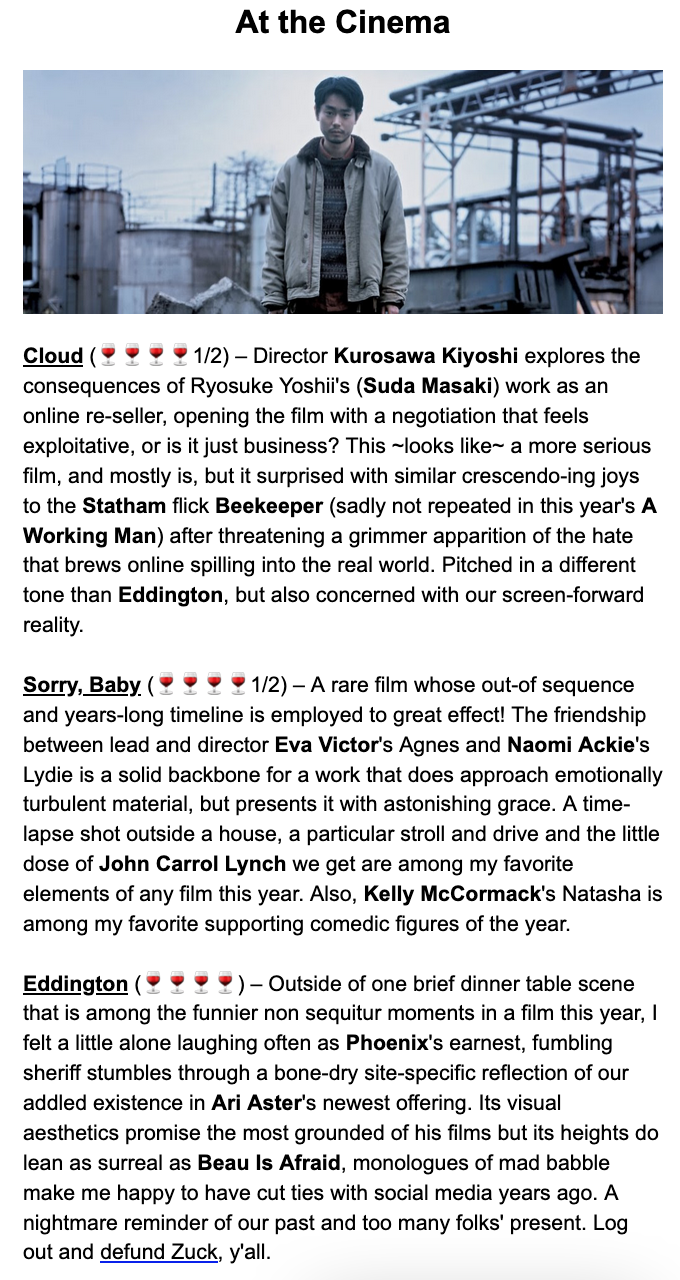 At the Cinema
Cloud (🍷🍷🍷🍷1/2) – Director Kurosawa Kiyoshi explores the
consequences of Ryosuke Yoshii's (Suda Masaki) work as an
online re-seller, opening the film with a negotiation that feels
exploitative, or is it just business? This ~looks like~ a more serious
film, and mostly is, but it surprised with similar crescendo-ing joys
to the Statham flick Beekeeper (sadly not repeated in this year's A
Working Man) after threatening a grimmer apparition of the hate
that brews online spilling into the real world. Pitched in a different
tone than Eddington, but also concerned with our screen-forward
reality.
Sorry, Baby (🍷🍷🍷🍷1/2) – A rare film whose out-of sequence
and years-long timeline is employed to great effect! The friendship
between lead and director Eva Victor's Agnes and Naomi Ackie's
Lydie is a solid backbone for a work that does approach emotionally
turbulent material, but presents it with astonishing grace. A time-
lapse shot outside a house, a particular stroll and drive and the little
dose of John Carrol Lynch we get are among my favorite
elements of any film this year. Also, Kelly McCormack's Natasha is
among my favorite supporting comedic figures of the year.
Eddington (🍷🍷🍷🍷) – Outside of one brief dinner table scene
that is among the funnier non sequitur moments in a film this year, I
felt a little alone laughing often as Phoenix's earnest, fumbling
sheriff stumbles through a bone-dry site-specific reflection of our
addled existence in Ari Aster's newest offering. Its visual
aesthetics promise the most grounded of his films but its heights do
lean as surreal as Beau Is Afraid, monologues of mad babble
make me happy to have cut ties with social media years ago. A
nightmare reminder of our past and too many folks' present. Log
out and defund Zuck, y'all.